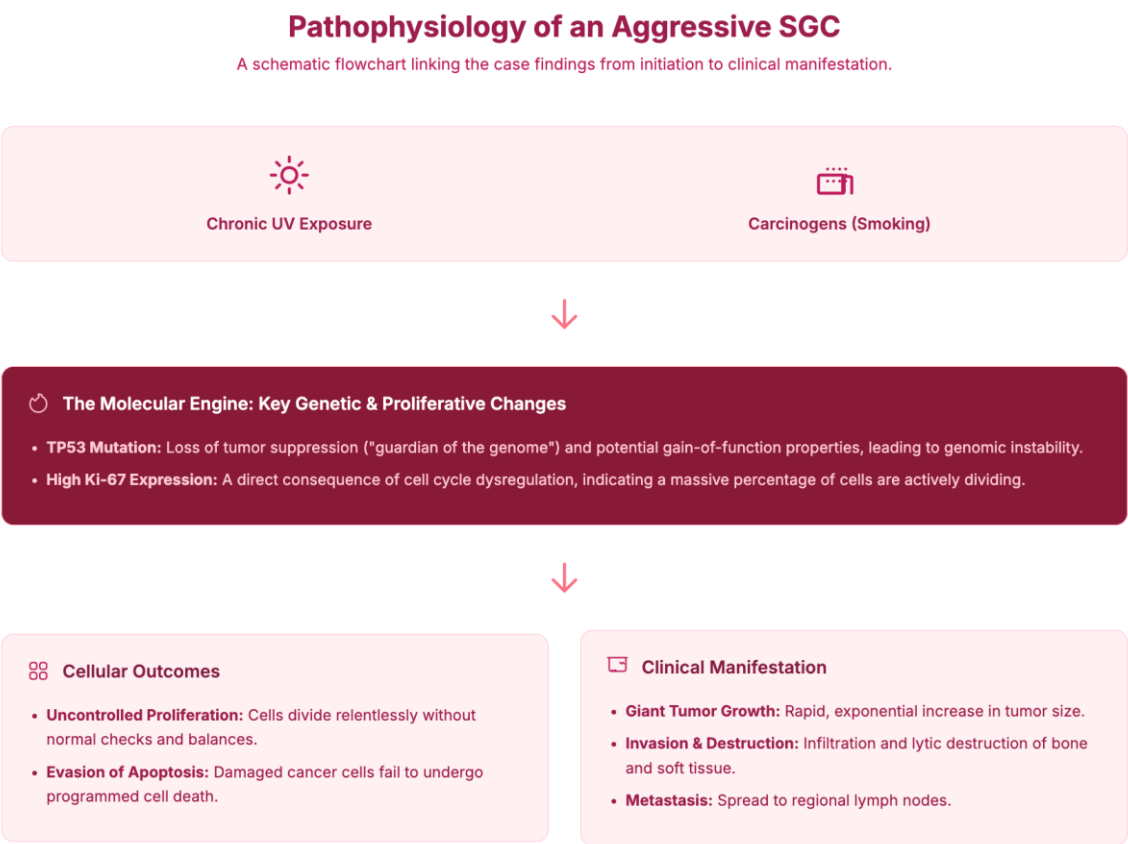 Pathophysiology of an Aggressive SGC
A schematic flowchart linking the case findings from initiation to clinical manifestation.
Chronic UV Exposure
Carcinogens (Smoking)
The Molecular Engine: Key Genetic & Proliferative Changes
• TP53 Mutation: Loss of tumor suppression ("guardian of the genome") and potential gain-of-function properties, leading to genomic instability.
• High Ki-67 Expression: A direct consequence of cell cycle dysregulation, indicating a massive percentage of cells are actively dividing.
Cellular Outcomes
• Uncontrolled Proliferation: Cells divide relentlessly without
normal checks and balances.
• Evasion of Apoptosis: Damaged cancer cells fail to undergo
programmed cell death.
Clinical Manifestation
• Giant Tumor Growth: Rapid, exponential increase in tumor size.
• Invasion & Destruction: Infiltration and lytic destruction of bone
and soft tissue.
• Metastasis: Spread to regional lymph nodes.